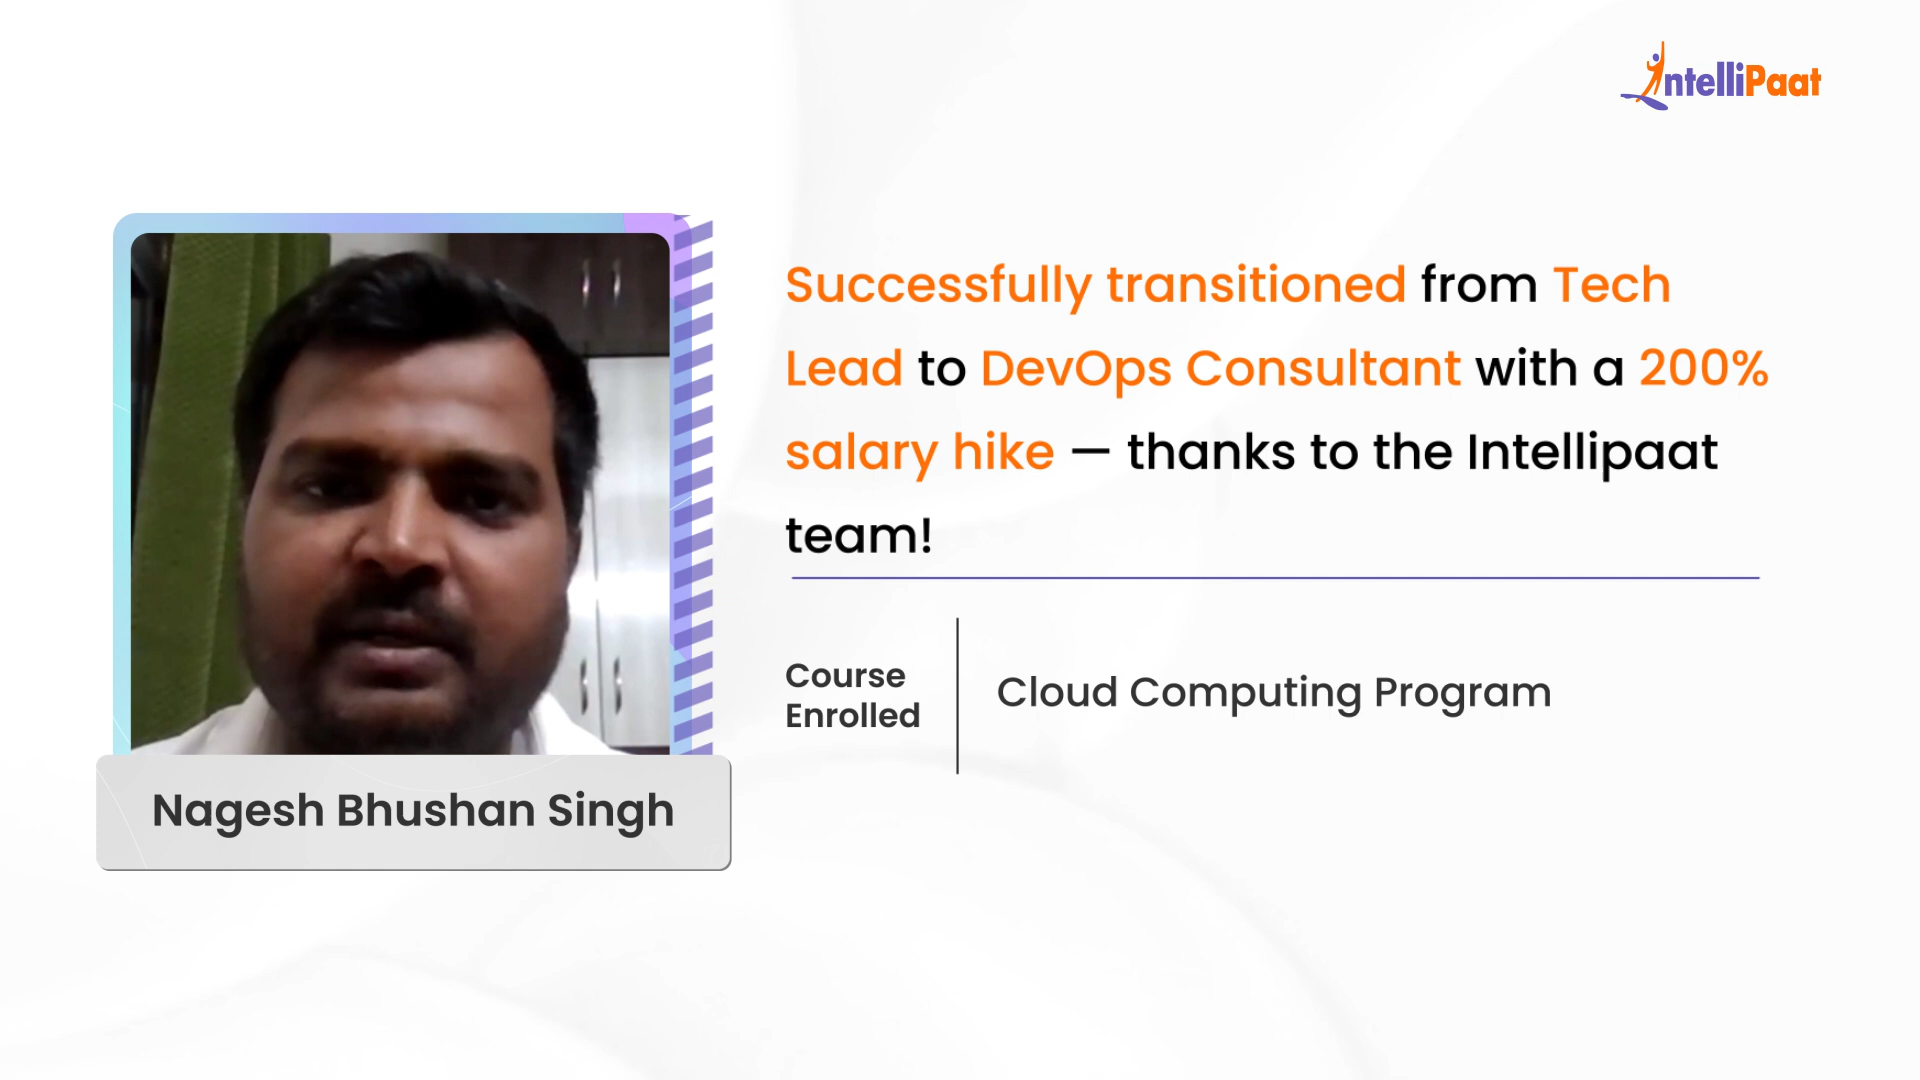 IntelliPaat
Successfully transitioned from Tech
Lead to DevOps Consultant with a 200%
salary hike — thanks to the Intellipaat
team!
Course
Enrolled
Cloud Computing Program
Nagesh Bhushan Singh